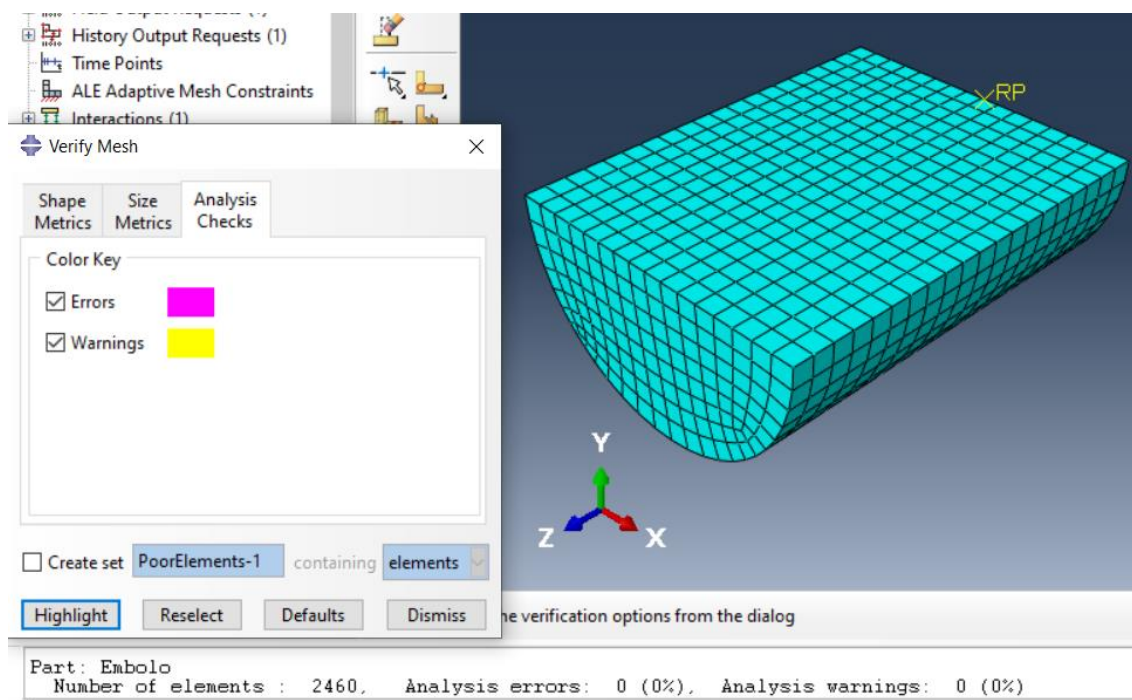 History Output Requests (1)
Time Points
ALE Adaptive Mesh Constraints
Interactions (1)
RP
Verify Mesh
Shape Metrics
Size Metrics
Analysis Checks
Color Key
Errors
Warnings
Y
Z
X
Create set PoorElements-1 containing elements
Highlight Reselect Defaults Dismiss
the verification options from the dialog
Part: Embolo
Number of elements : 2460, Analysis errors: 0 (0%), Analysis warnings: 0 (0%)